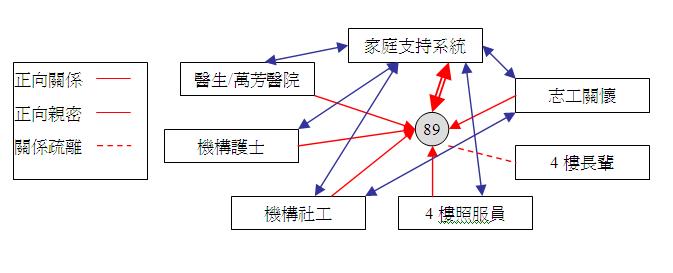 家庭支持系統
正向關係
醫生/萬芳醫院
志工關懷
正向親密
89
關係疏離
機構護士
4樓長輩
機構社工
4樓照服員